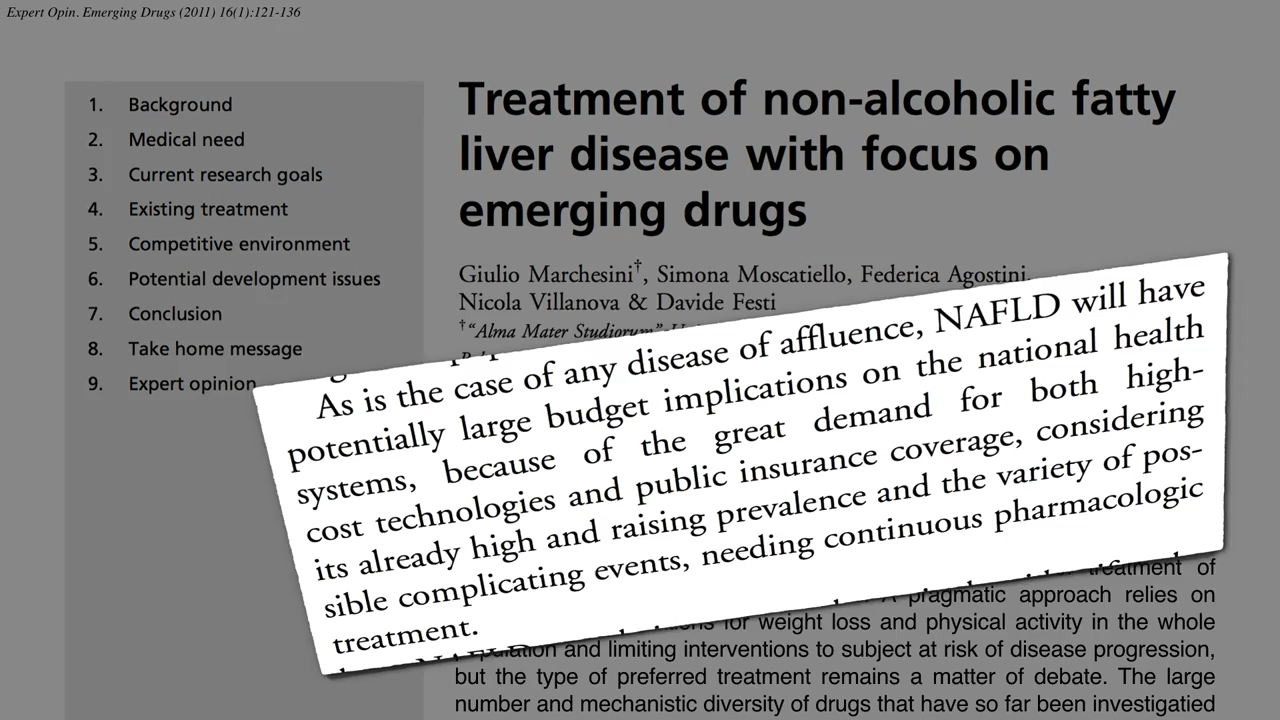 Expert Opin. Emerging Drugs (2011) 16(1):121-136
1. Background
2. Medical need
3. Current research goals
4. Existing treatment
5. Competitive environment
6. Potential development issues
7. Conclusion
8. Take home message
9. Expert opinion
Treatment of non-alcoholic fatty
liver disease with focus on
emerging drugs
Giulio Marchesini†, Simona Moscatiello, Federica Agostini,
Nicola Villanova & Davide Festi
†“Alma Mater Studiorum”
As is the case of any disease of affluence, NAFLD will have
potentially large budget implications on the national health
systems, because of the great demand for both high-
cost technologies and public insurance coverage, considering
its already high and raising prevalence and the variety of pos-
sible complicating events, needing continuous pharmacologic
treatment.
treatment of
A pragmatic approach relies on
for weight loss and physical activity in the whole
and limiting interventions to subject at risk of disease progression,
but the type of preferred treatment remains a matter of debate. The large
number and mechanistic diversity of drugs that have so far been investigatied